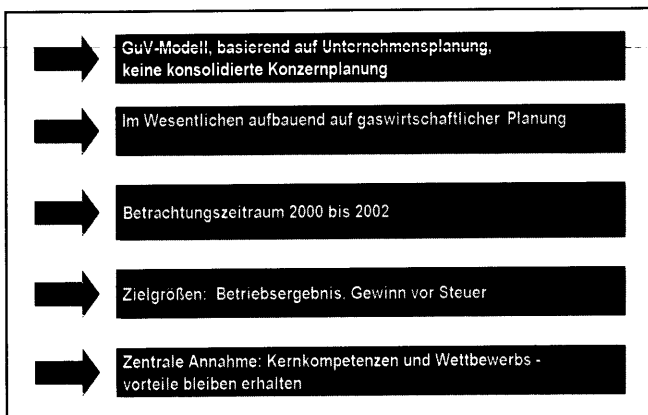 GuV-Modell, basierend auf Unternehmensplanung,
keine konsolidierte Konzernplanung
Im Wesentlichen aufbauend auf gaswirtschaftlicher Planung
Betrachtungszeitraum 2000 bis 2002
Zielgrößen: Betriebsergebnis. Gewinn vor Steuer
Zentrale Annahme: Kernkompetenzen und Wettbewerbs -
vorteile bleiben erhalten